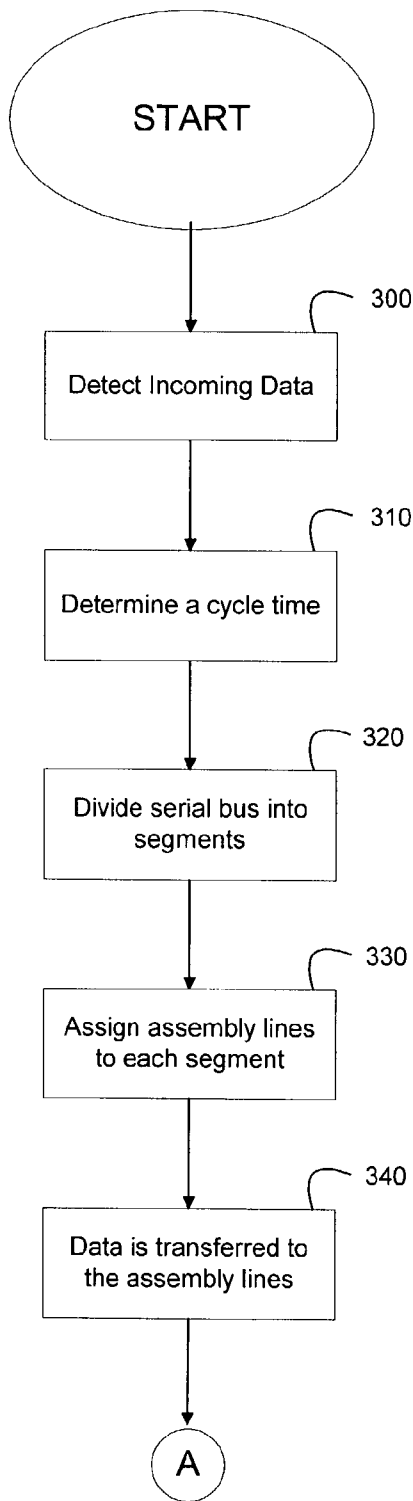 START
300
Detect Incoming Data
310
Determine a cycle time
320
Divide serial bus into
segments
330
Assign assembly lines
to each segment
340
Data is transferred to
the assembly lines
A